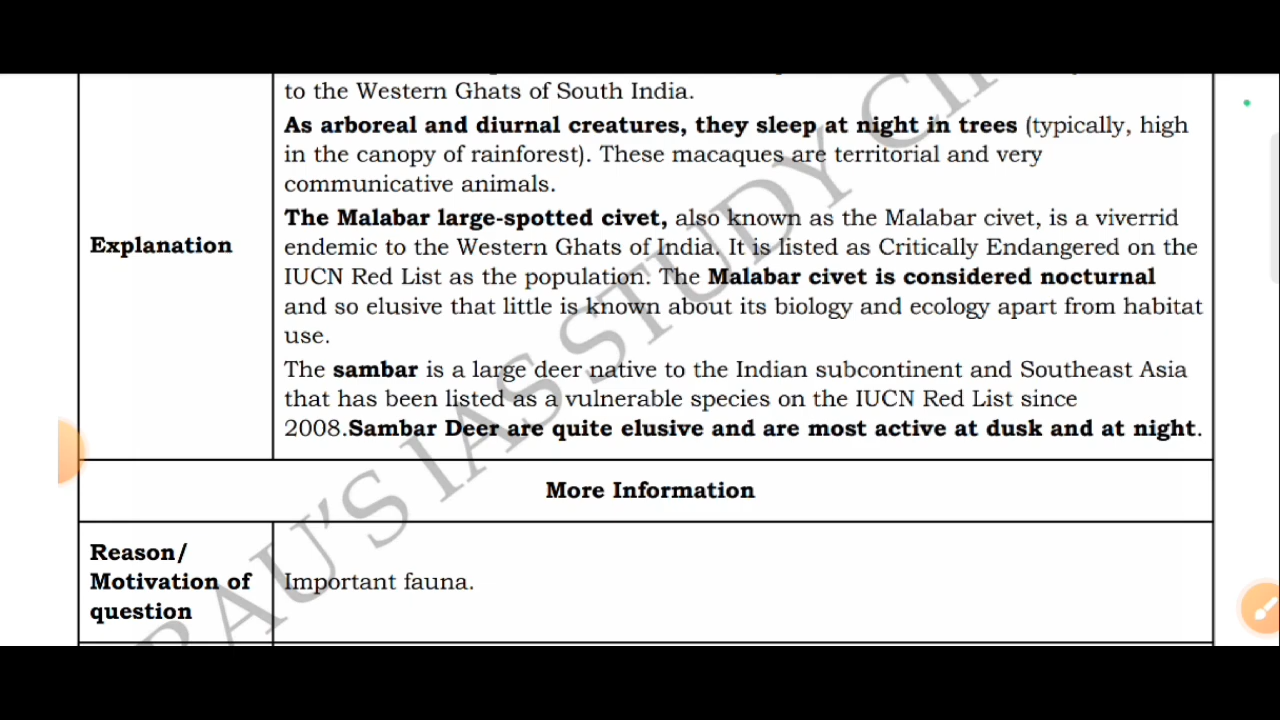 to the Western Ghats of South India.
As arboreal and diurnal creatures, they sleep at night in trees (typically, high
in the canopy of rainforest). These macaques are territorial and very
communicative animals.
Explanation
The Malabar large-spotted civet, also known as the Malabar civet, is a viverrid
endemic to the Western Ghats of India. It is listed as Critically Endangered on the
IUCN Red List as the population. The Malabar civet is considered nocturnal
and so elusive that little is known about its biology and ecology apart from habitat
use.
The sambar is a large deer native to the Indian subcontinent and Southeast Asia
that has been listed as a vulnerable species on the IUCN Red List since
2008.Sambar Deer are quite elusive and are most active at dusk and at night.
More Information
Reason/
Motivation of
question
Important fauna.
RAU'S IAS STUDY